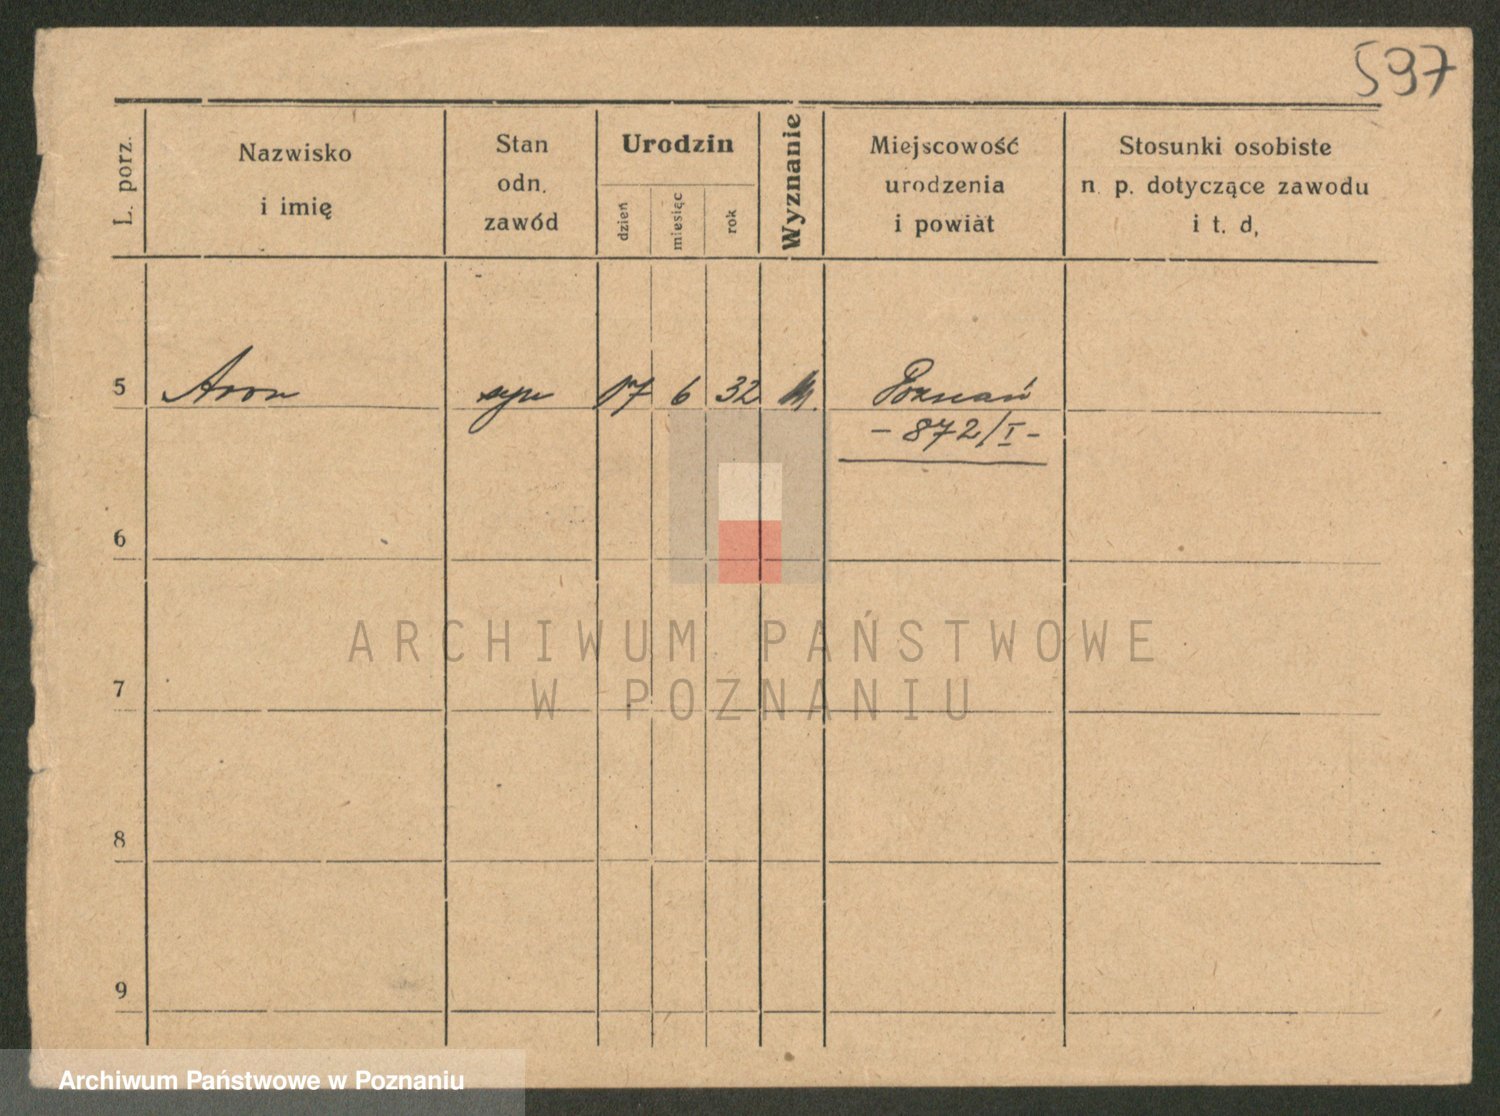 597
L. porz.
Nazwisko
i imię
Stan
odn.
zawód
Urodzin
dzień
miesiąc
rok
Wyznanie
Miejscowość
urodzenia
i powiat
Stosunki osobiste
n. p. dotyczące zawodu
i t. d,
5 Aron syn 17 6 32 M. Poznań
- 872/I -
6
ARCHIWUM PAŃSTWOWE
7
W POZNANIU
8
9
Archiwum Państwowe w Poznaniu